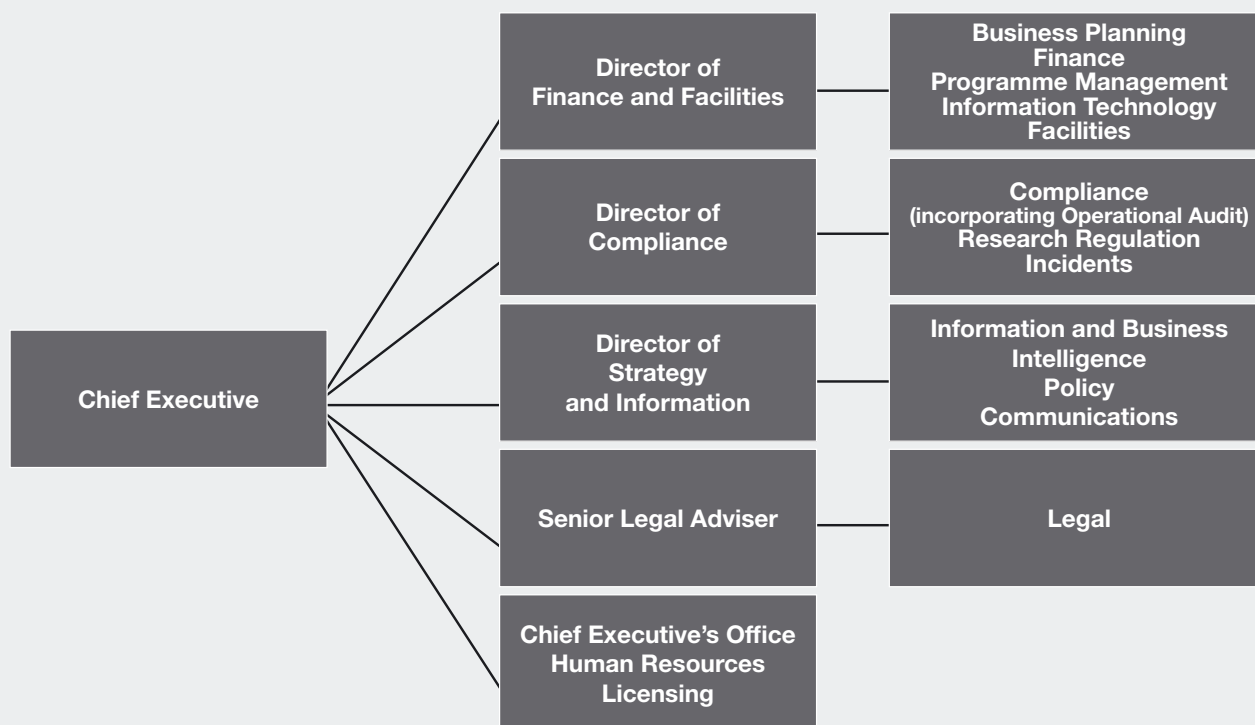 Chief Executive
Director of
Finance and Facilities
Business Planning
Finance
Programme Management
Information Technology
Facilities
Director of
Compliance
Compliance
(incorporating Operational Audit)
Research Regulation
Incidents
Director of
Strategy
and Information
Information and Business
Intelligence
Policy
Communications
Senior Legal Adviser
Legal
Chief Executive’s Office
Human Resources
Licensing